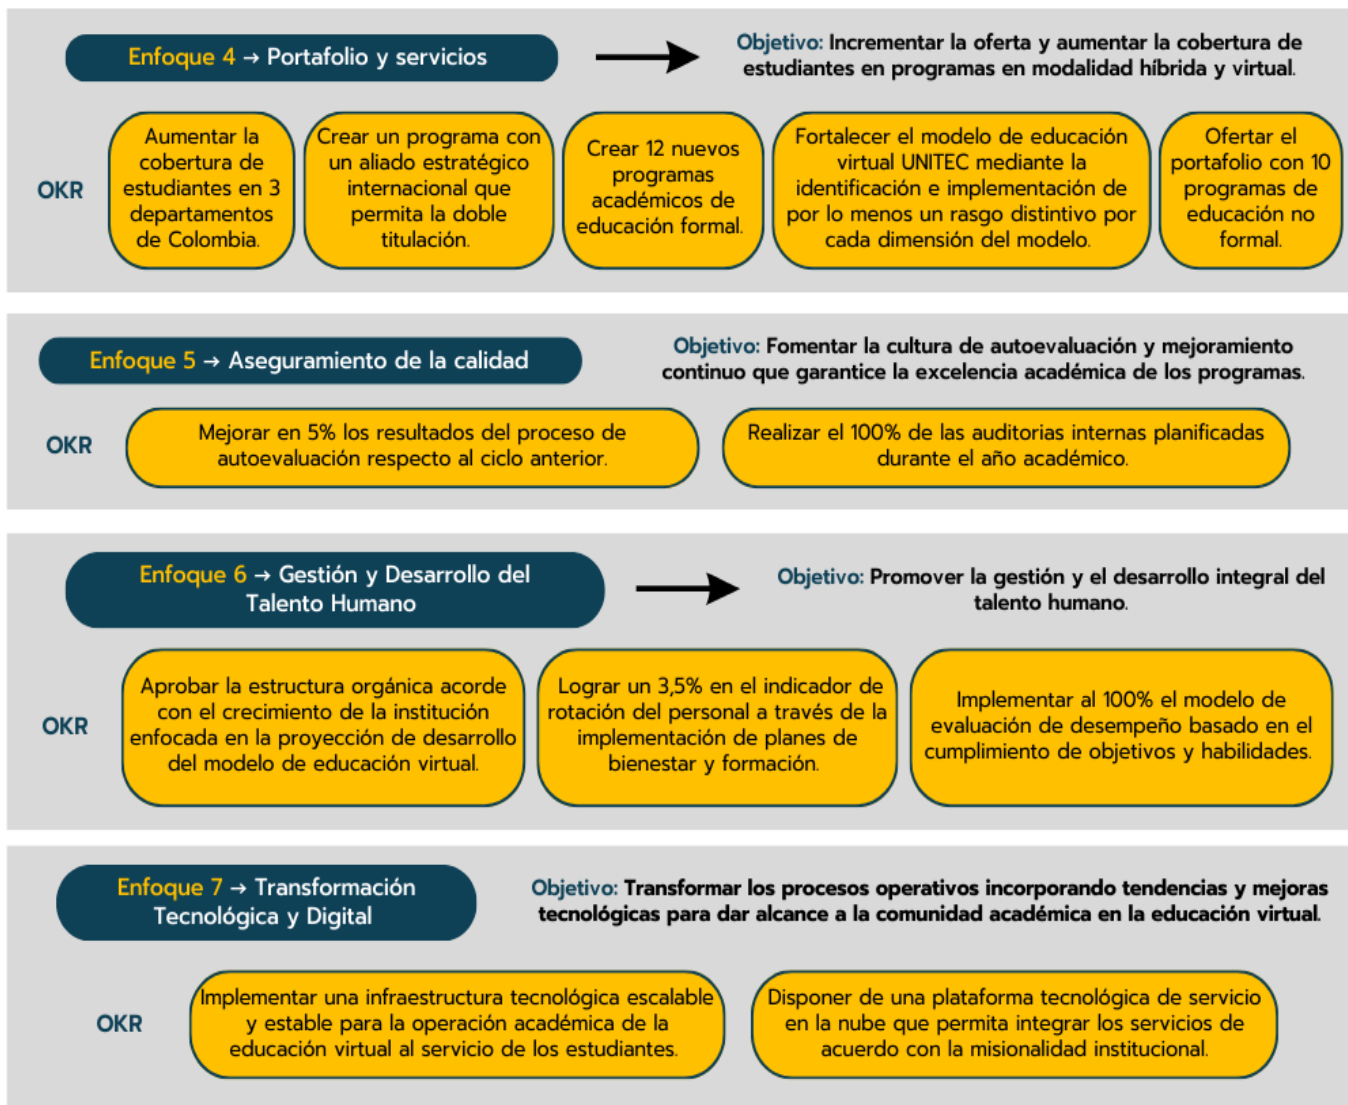 Enfoque 4 → Portafolio y servicios
Objetivo: Incrementar la oferta y aumentar la cobertura de
estudiantes en programas en modalidad híbrida y virtual.
OKR
Aumentar la
cobertura de
estudiantes en 3
departamentos
de Colombia.
Crear un programa con
un aliado estratégico
internacional que
permita la doble
titulación.
Crear 12 nuevos
programas
académicos de
educación formal.
Fortalecer el modelo de educación
virtual UNITEC mediante la
identificación e implementación de
por lo menos un rasgo distintivo por
cada dimensión del modelo.
Ofertar el
portafolio con 10
programas de
educación no
formal.
Enfoque 5 → Aseguramiento de la calidad
Objetivo: Fomentar la cultura de autoevaluación y mejoramiento
continuo que garantice la excelencia académica de los programas.
OKR
Mejorar en 5% los resultados del proceso de
autoevaluación respecto al ciclo anterior.
Realizar el 100% de las auditorias internas planificadas
durante el año académico.
Enfoque 6 → Gestión y Desarrollo del
Talento Humano
Objetivo: Promover la gestión y el desarrollo integral del
talento humano.
OKR
Aprobar la estructura orgánica acorde
con el crecimiento de la institución
enfocada en la proyección de desarrollo
del modelo de educación virtual.
Lograr un 3,5% en el indicador de
rotación del personal a través de la
implementación de planes de
bienestar y formación.
Implementar al 100% el modelo de
evaluación de desempeño basado en el
cumplimiento de objetivos y habilidades.
Enfoque 7 → Transformación
Tecnológica y Digital
Objetivo: Transformar los procesos operativos incorporando tendencias y mejoras
tecnológicas para dar alcance a la comunidad académica en la educación virtual.
OKR
Implementar una infraestructura tecnológica escalable
y estable para la operación académica de la
educación virtual al servicio de los estudiantes.
Disponer de una plataforma tecnológica de servicio
en la nube que permita integrar los servicios de
acuerdo con la misionalidad institucional.